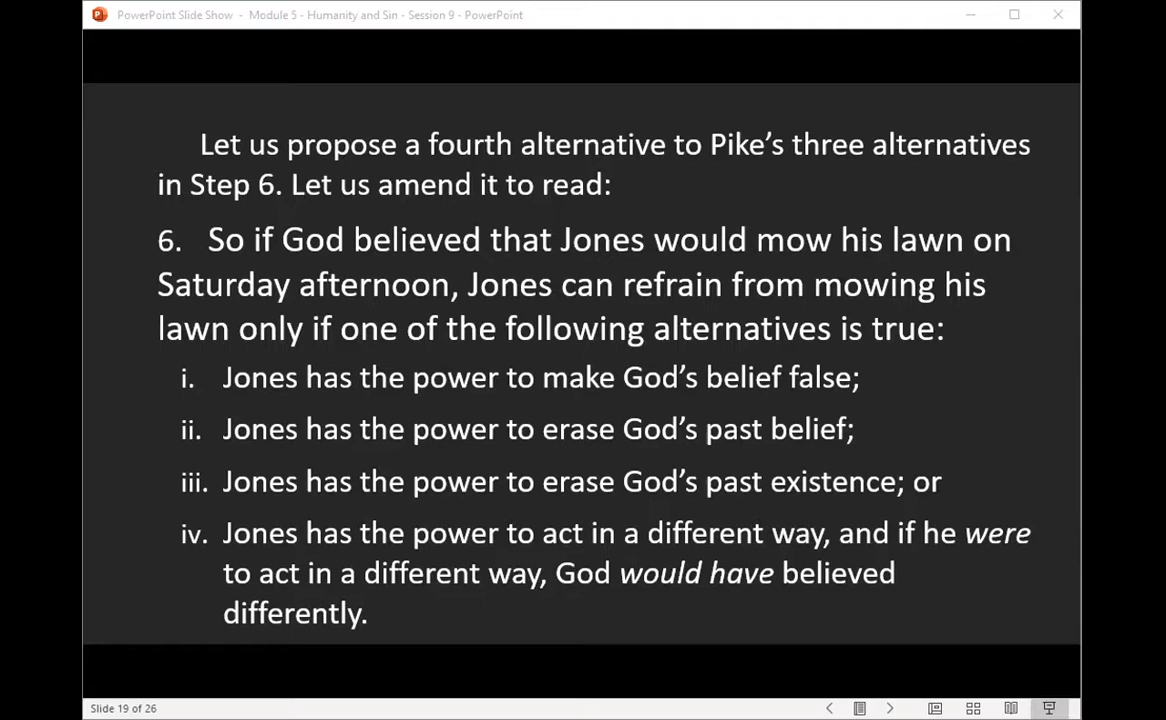 PowerPoint Slide Show - Module 5 - Humanity and Sin - Session 9 - PowerPoint
Let us propose a fourth alternative to Pike’s three alternatives
in Step 6. Let us amend it to read:
6. So if God believed that Jones would mow his lawn on
Saturday afternoon, Jones can refrain from mowing his
lawn only if one of the following alternatives is true:
i. Jones has the power to make God’s belief false;
ii. Jones has the power to erase God’s past belief;
iii. Jones has the power to erase God’s past existence; or
iv. Jones has the power to act in a different way, and if he were
to act in a different way, God would have believed
differently.
Slide 19 of 26